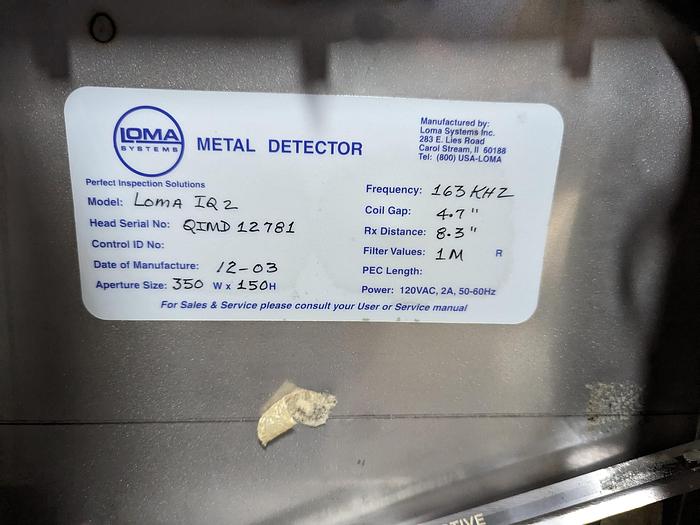 LOMA
SYSTEMS
METAL DETECTOR
Manufactured by:
Loma Systems Inc.
283 E. Lies Road
Carol Stream, Il 60188
Tel: (800) USA-LOMA
Perfect Inspection Solutions
Model: LOMA IQ2
Head Serial No: QIMD 12781
Control ID No:
Date of Manufacture: 12-03
Aperture Size: 350 W x 150 H
Frequency: 163 KHZ
Coil Gap: 4.7"
Rx Distance: 8.3"
Filter Values: 1M R
PEC Length:
Power: 120VAC, 2A, 50-60Hz
For Sales & Service please consult your User or Service manual